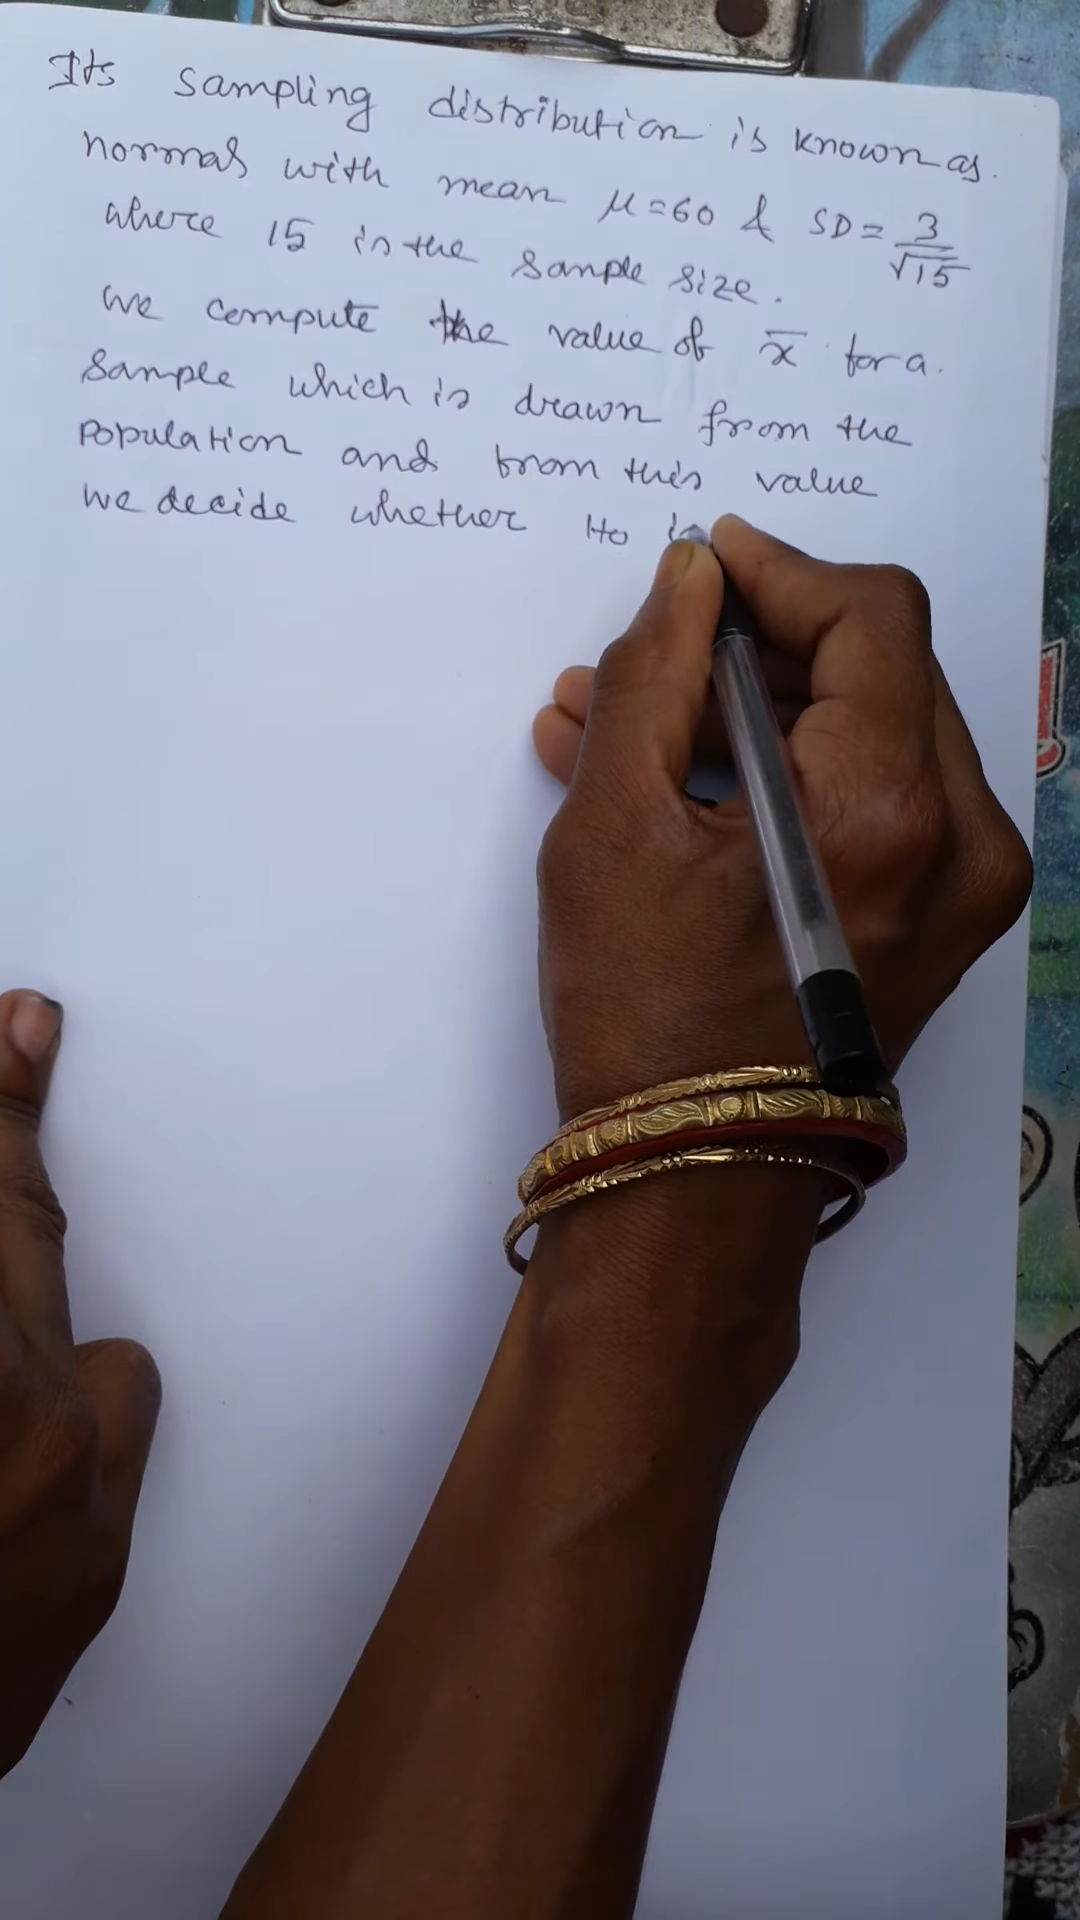 Its sampling distribution is known as.
normal with mean μ=60 & SD = 3/√15
where 15 is the sample size.
we compute the value of x̄ for a.
sample which is drawn from the
population and from this value
we decide whether Ho is